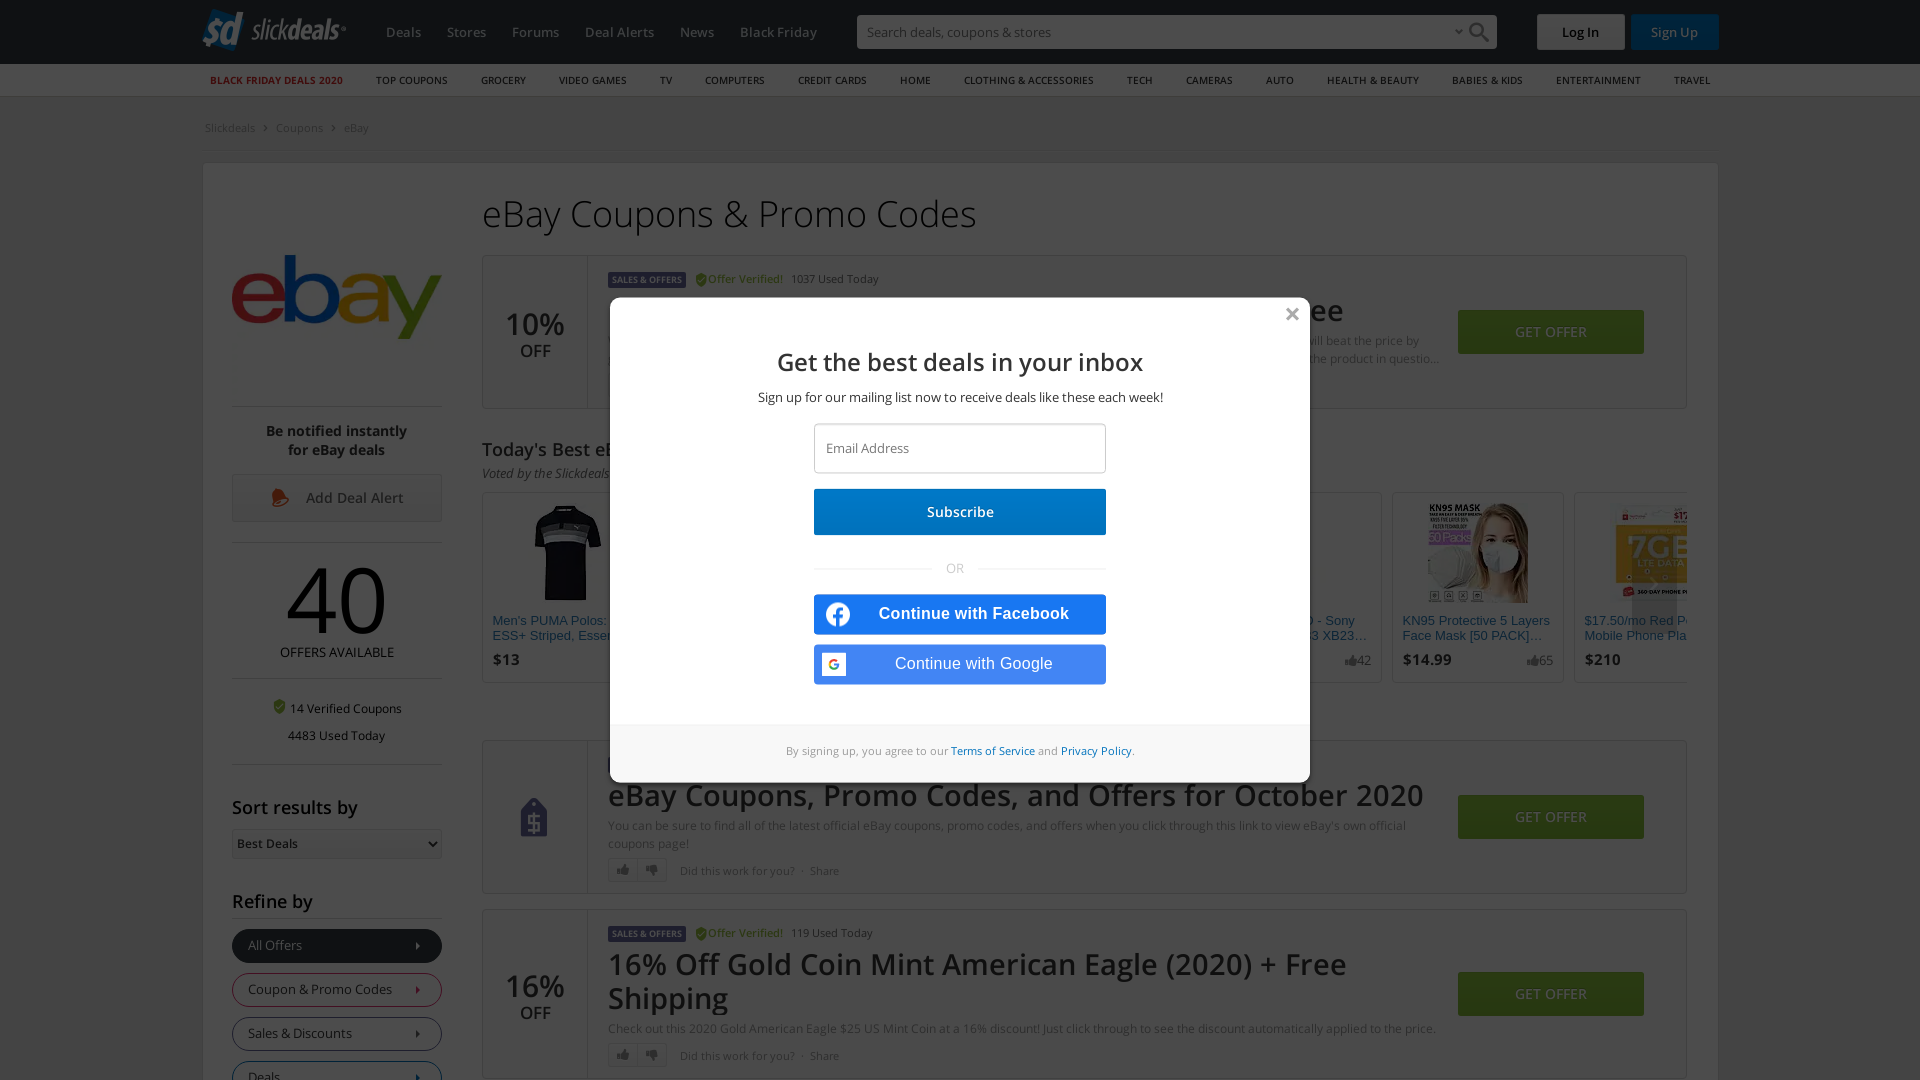 slickdeals
Deals
Stores
Forums
Deal Alerts
News
Black Friday
Search deals, coupons & stores
Log In
Sign Up
BLACK FRIDAY DEALS 2020
TOP COUPONS
GROCERY
VIDEO GAMES
TV
COMPUTERS
CREDIT CARDS
HOME
CLOTHING & ACCESSORIES
TECH
CAMERAS
AUTO
HEALTH & BEAUTY
BABIES & KIDS
ENTERTAINMENT
TRAVEL
Slickdeals
Coupons
eBay
eBay Coupons & Promo Codes
ebay
Be notified instantly
for eBay deals
Add Deal Alert
40
OFFERS AVAILABLE
14 Verified Coupons
4483 Used Today
Sort results by
Best Deals
Refine by
All Offers
Coupon & Promo Codes
Sales & Discounts
Deals
10%
OFF
SALES & OFFERS
Offer Verified!
1037 Used Today
ee
will beat the price by
the product in questio...
GET OFFER
Today's Best eB
Voted by the Slickdeals
Men's PUMA Polos:
ESS+ Striped, Essen
$13
- Sony
XB23...
42
KN95 MASK
50 Packs
KN95 Protective 5 Layers
Face Mask [50 PACK]...
$14.99
65
7GB
LTE DATA
$17.50/mo Red P
Mobile Phone Pla
$210
Get the best deals in your inbox
Sign up for our mailing list now to receive deals like these each week!
Email Address
Subscribe
OR
Continue with Facebook
Continue with Google
By signing up, you agree to our Terms of Service and Privacy Policy.
eBay Coupons, Promo Codes, and Offers for October 2020
You can be sure to find all of the latest official eBay coupons, promo codes, and offers when you click through this link to view eBay's own official
coupons page!
Did this work for you? · Share
GET OFFER
16%
OFF
SALES & OFFERS
Offer Verified!
119 Used Today
16% Off Gold Coin Mint American Eagle (2020) + Free
Shipping
Check out this 2020 Gold American Eagle $25 US Mint Coin at a 16% discount! Just click through to see the discount automatically applied to the price.
Did this work for you? · Share
GET OFFER